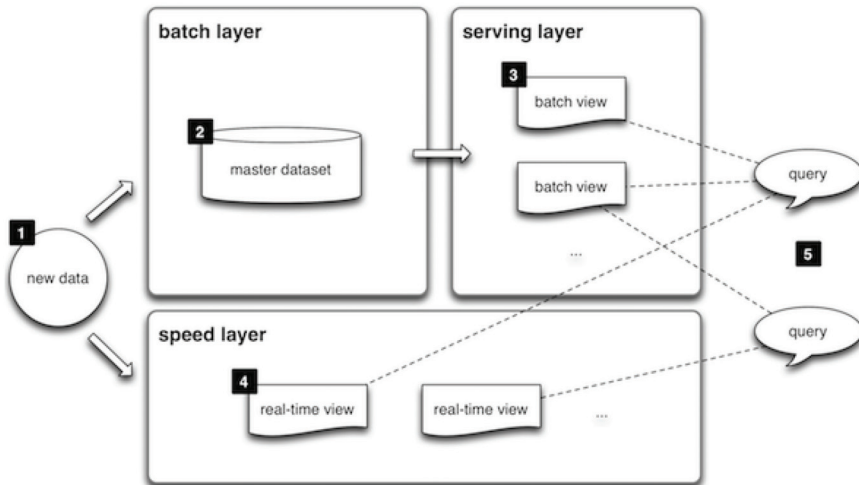 batch layer
serving layer
3
batch view
2
master dataset
batch view
query
1
new data
...
5
speed layer
query
4
real-time view
real-time view
...